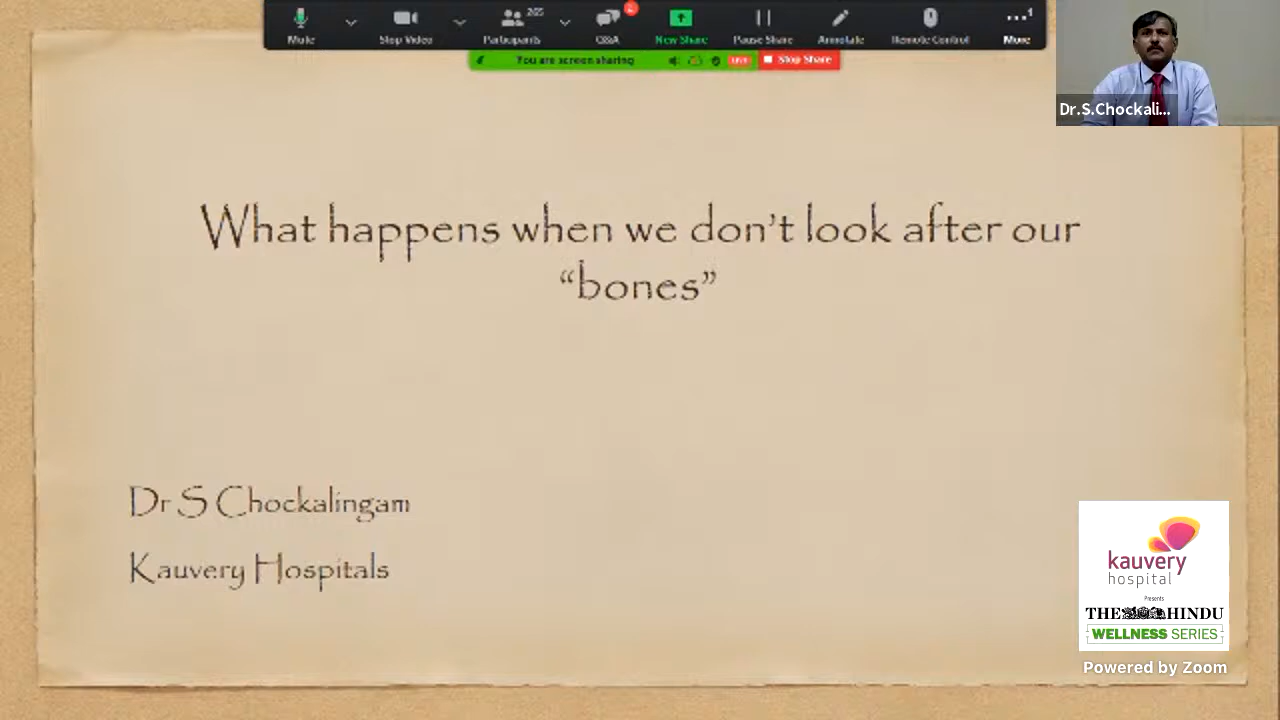 Mute
Stop Video
Participants
265
Q&A
New Share
Pause Share
Annotate
Remote Control
More
You are screen sharing
LIVE
Stop Share
Dr.S.Chockali...
What happens when we don’t look after our
“bones”
Dr S Chockalingam
Kauvery Hospitals
kauvery
hospital
Presents
THE HINDU
WELLNESS SERIES
Powered by Zoom